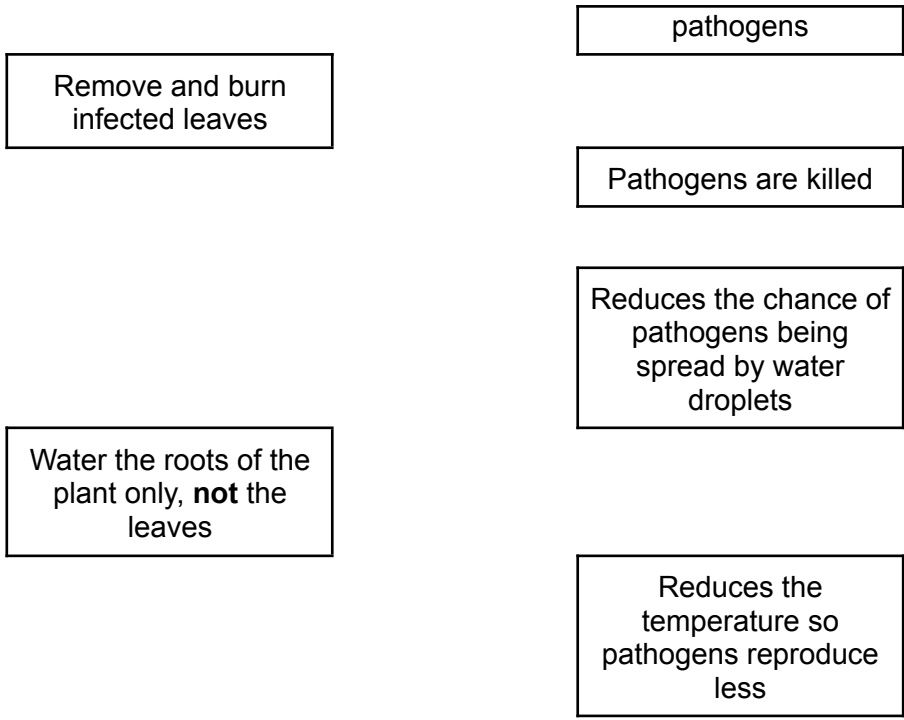 pathogens
Remove and burn
infected leaves
Pathogens are killed
Reduces the chance of
pathogens being
spread by water
droplets
Water the roots of the
plant only, not the
leaves
Reduces the
temperature so
pathogens reproduce
less